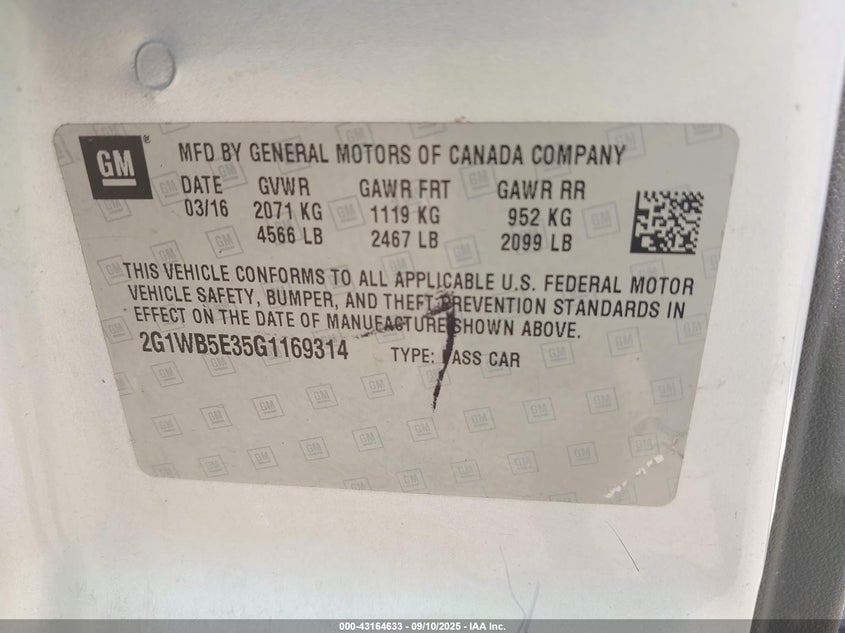 GM® MFD BY GENERAL MOTORS OF CANADA COMPANY
DATE GVWR GAWR FRT GAWR RR
03/16 2071 KG 1119 KG 952 KG
4566 LB 2467 LB 2099 LB
THIS VEHICLE CONFORMS TO ALL APPLICABLE U.S. FEDERAL MOTOR
VEHICLE SAFETY, BUMPER, AND THEFT PREVENTION STANDARDS IN
EFFECT ON THE DATE OF MANUFACTURE SHOWN ABOVE.
2G1WB5E35G1169314 TYPE: PASS CAR
000-43164633 - 09/10/2025 - IAA Inc.